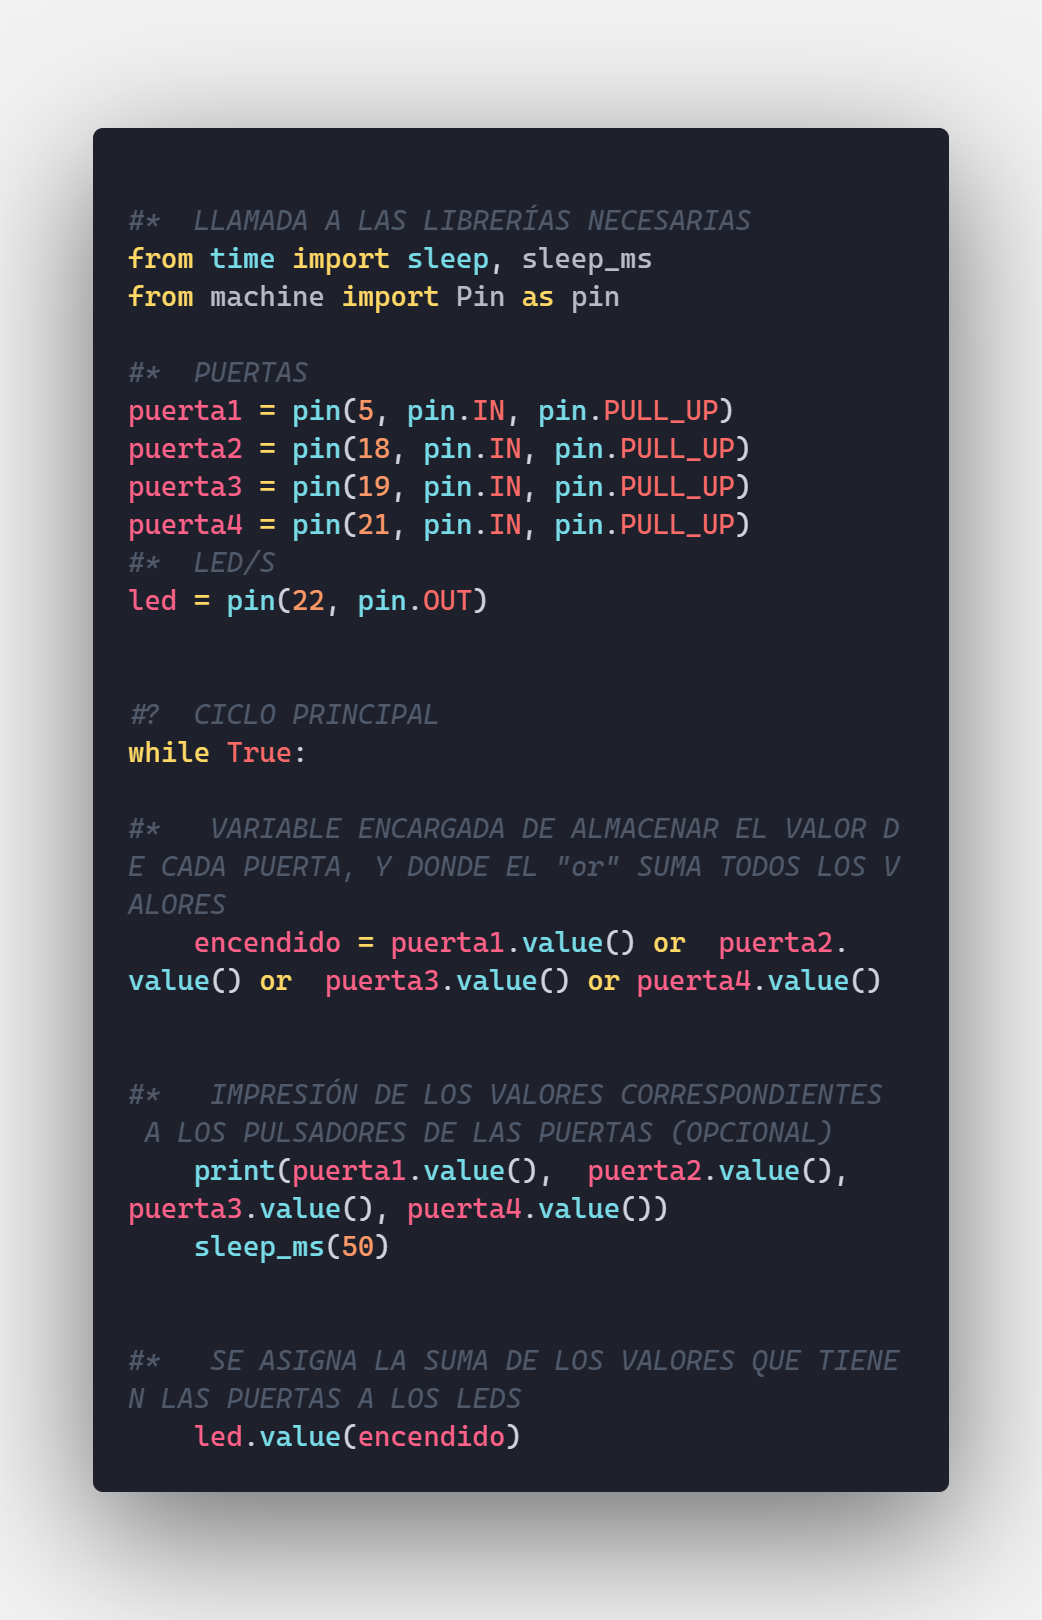 #*  LLAMADA A LAS LIBRERÍAS NECESARIAS
from time import sleep, sleep_ms
from machine import Pin as pin
#*  PUERTAS
puerta1 = pin(5, pin.IN, pin.PULL_UP)
puerta2 = pin(18, pin.IN, pin.PULL_UP)
puerta3 = pin(19, pin.IN, pin.PULL_UP)
puerta4 = pin(21, pin.IN, pin.PULL_UP)
#*  LED/S
led = pin(22, pin.OUT)
#?  CICLO PRINCIPAL
while True:
#*   VARIABLE ENCARGADA DE ALMACENAR EL VALOR D
E CADA PUERTA, Y DONDE EL "or" SUMA TODOS LOS V
ALORES
    encendido = puerta1.value() or  puerta2.
value() or  puerta3.value() or puerta4.value()
#*   IMPRESIÓN DE LOS VALORES CORRESPONDIENTES
 A LOS PULSADORES DE LAS PUERTAS (OPCIONAL)
    print(puerta1.value(),  puerta2.value(),
puerta3.value(), puerta4.value())
    sleep_ms(50)
#*   SE ASIGNA LA SUMA DE LOS VALORES QUE TIENE
N LAS PUERTAS A LOS LEDS
    led.value(encendido)